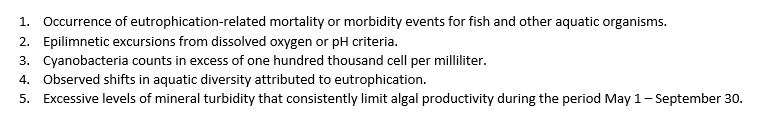 1. Occurrence of eutrophication-related mortality or morbidity events for fish and other aquatic organisms.
2. Epilimnetic excursions from dissolved oxygen or pH criteria.
3. Cyanobacteria counts in excess of one hundred thousand cell per milliliter.
4. Observed shifts in aquatic diversity attributed to eutrophication.
5. Excessive levels of mineral turbidity that consistently limit algal productivity during the period May 1 – September 30.